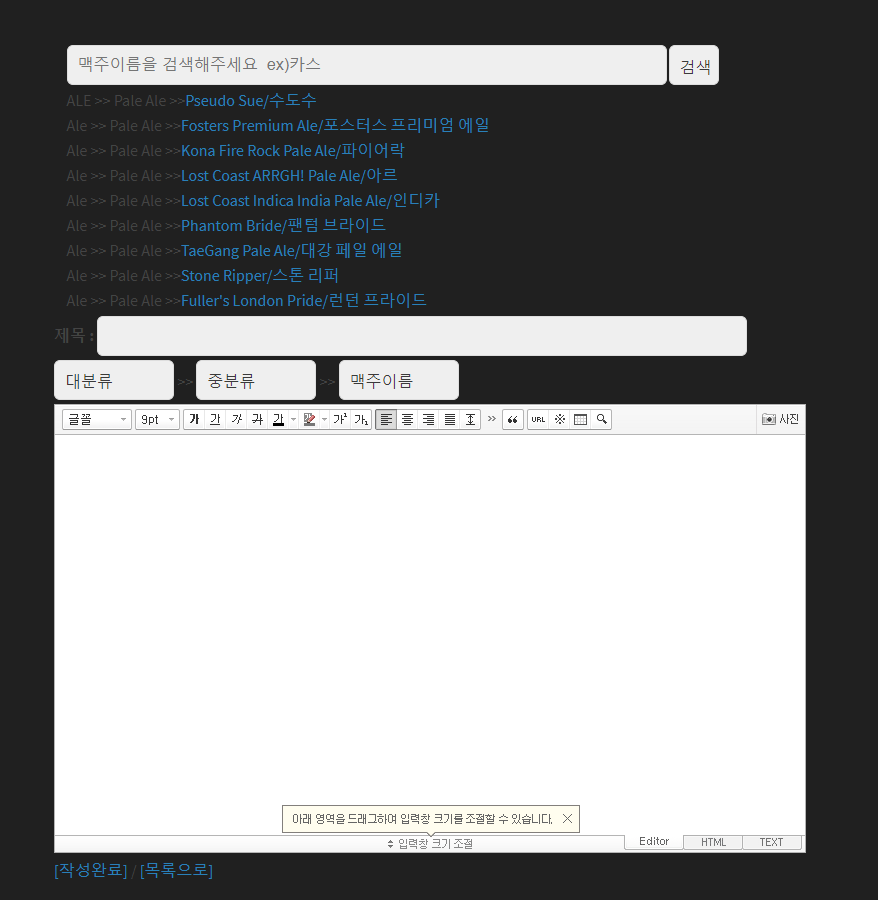 맥주이름을 검색해주세요 ex)카스 검색
ALE >> Pale Ale >>Pseudo Sue/수도수
Ale >> Pale Ale >>Fosters Premium Ale/포스터스 프리미엄 에일
Ale >> Pale Ale >>Kona Fire Rock Pale Ale/파이어락
Ale >> Pale Ale >>Lost Coast ARRGH! Pale Ale/아르
Ale >> Pale Ale >>Lost Coast Indica India Pale Ale/인디카
Ale >> Pale Ale >>Phantom Bride/팬텀 브라이드
Ale >> Pale Ale >>TaeGang Pale Ale/대강 페일 에일
Ale >> Pale Ale >>Stone Ripper/스톤 리퍼
Ale >> Pale Ale >>Fuller's London Pride/런던 프라이드
제목 :
대분류 >> 중분류 >> 맥주이름
글꼴 9pt 가 가 가 가 가 가 가¹ 가₁ >> “ URL ※ 사진
아래 영역을 드래그하여 입력창 크기를 조절할 수 있습니다.
입력창 크기 조절 Editor HTML TEXT
[작성완료] / [목록으로]